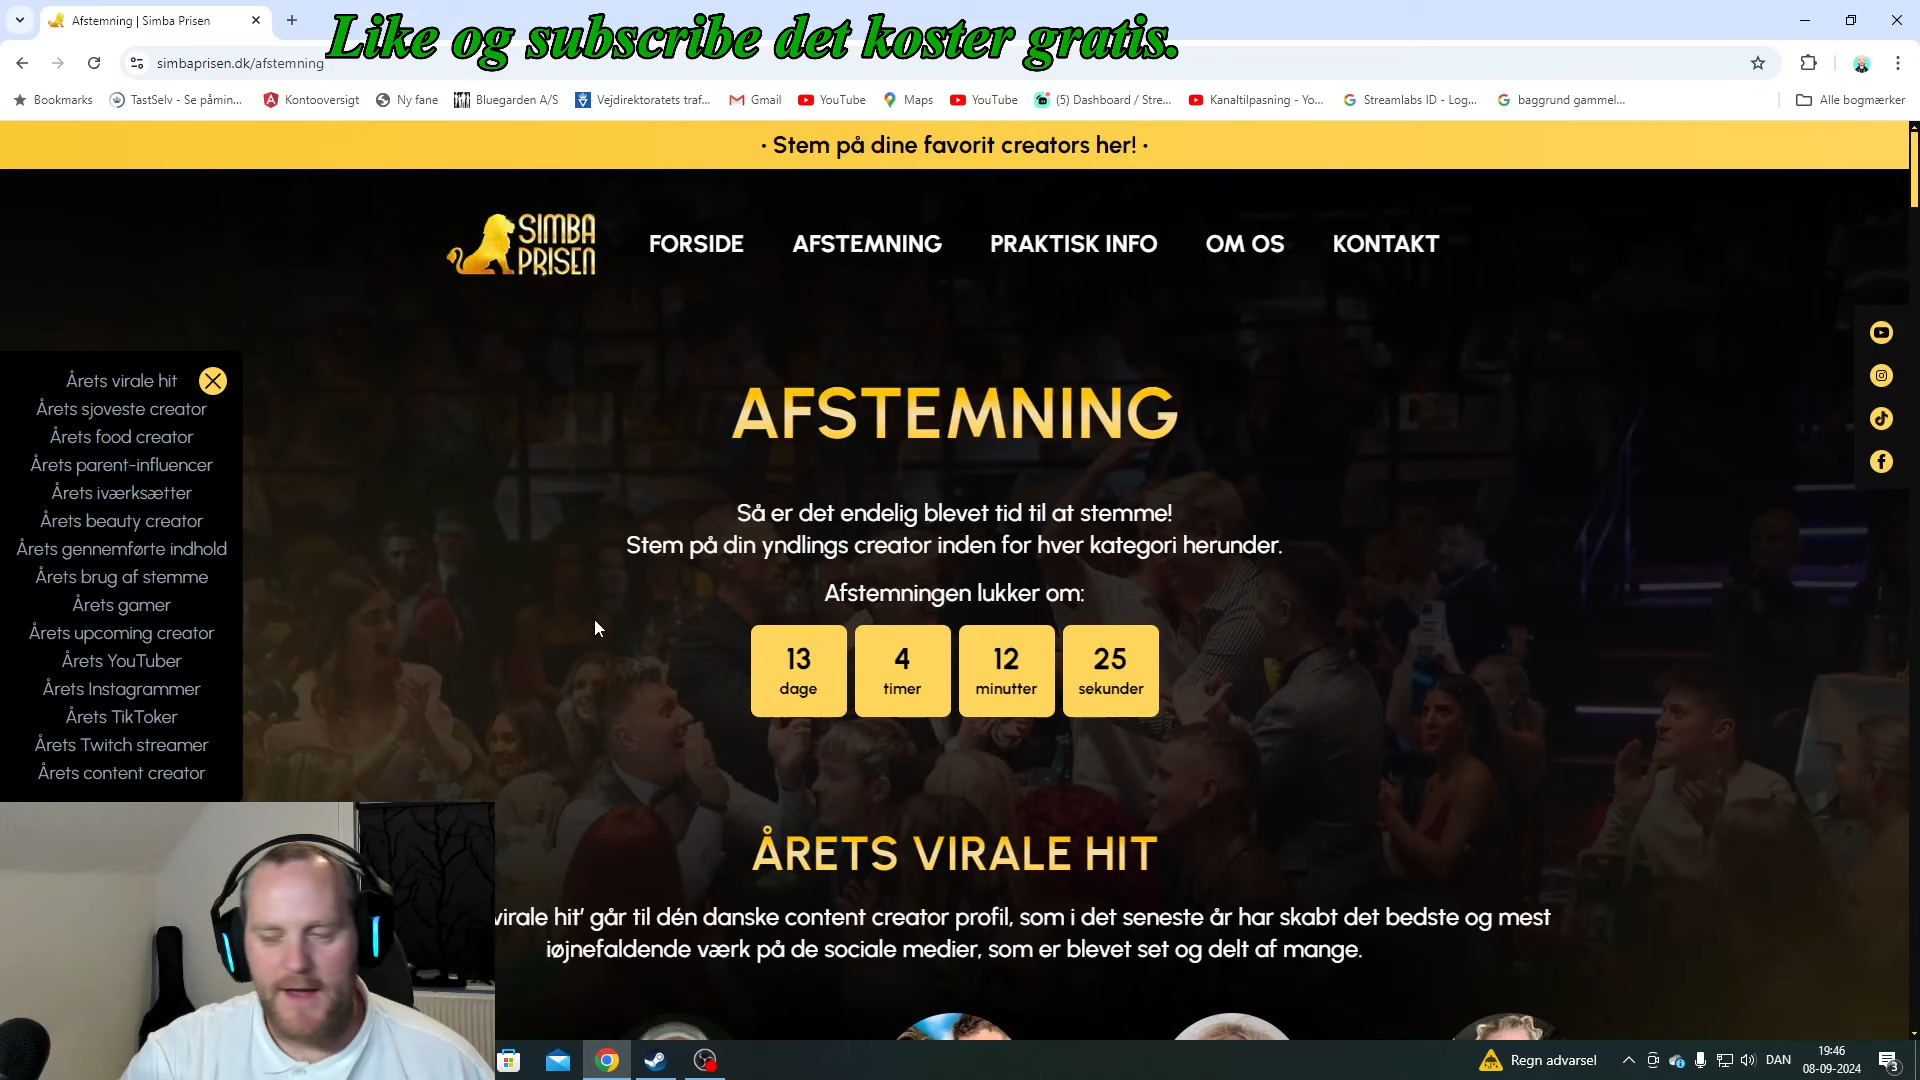 Afstemning | Simba Prisen
Like og subscribe det koster gratis.
simbaprisen.dk/afstemning
Bookmarks
TastSelv - Se påmin...
Kontooversigt
Ny fane
Bluegarden A/S
Vejdirektoratets traf...
Gmail
YouTube
Maps
YouTube
(5) Dashboard / Stre...
Kanaltilpasning - Yo...
Streamlabs ID - Log...
baggrund gammel...
Alle bogmærker
· Stem på dine favorit creators her! ·
SIMBA
PRISEN
FORSIDE
AFSTEMNING
PRAKTISK INFO
OM OS
KONTAKT
Årets virale hit
Årets sjoveste creator
Årets food creator
Årets parent-influencer
Årets iværksætter
Årets beauty creator
Årets gennemførte indhold
Årets brug af stemme
Årets gamer
Årets upcoming creator
Årets YouTuber
Årets Instagrammer
Årets TikToker
Årets Twitch streamer
Årets content creator
AFSTEMNING
Så er det endelig blevet tid til at stemme!
Stem på din yndlings creator inden for hver kategori herunder.
Afstemningen lukker om:
13
dage
4
timer
12
minutter
25
sekunder
ÅRETS VIRALE HIT
virale hit' går til dén danske content creator profil, som i det seneste år har skabt det bedste og mest
iøjnefaldende værk på de sociale medier, som er blevet set og delt af mange.
Regn advarsel
DAN
19:46
08-09-2024
3